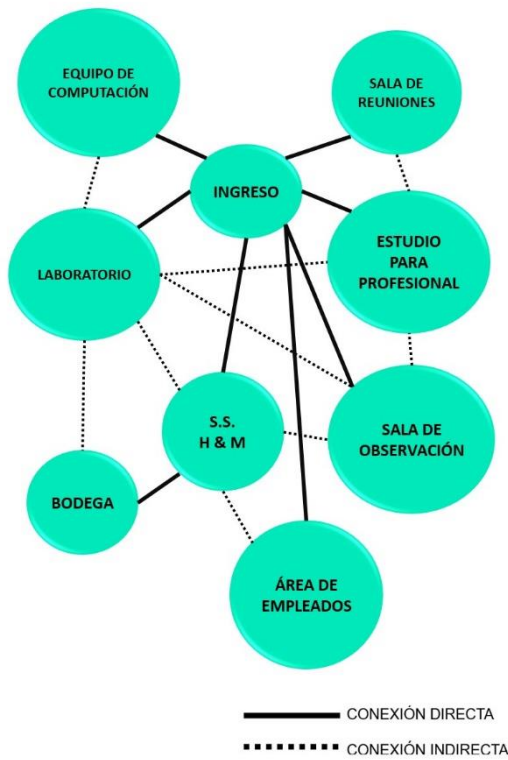 EQUIPO DE
COMPUTACIÓN
SALA DE
REUNIONES
INGRESO
LABORATORIO
ESTUDIO
PARA
PROFESIONAL
S.S.
H & M
SALA DE
OBSERVACIÓN
BODEGA
ÁREA DE
EMPLEADOS
CONEXIÓN DIRECTA
CONEXIÓN INDIRECTA